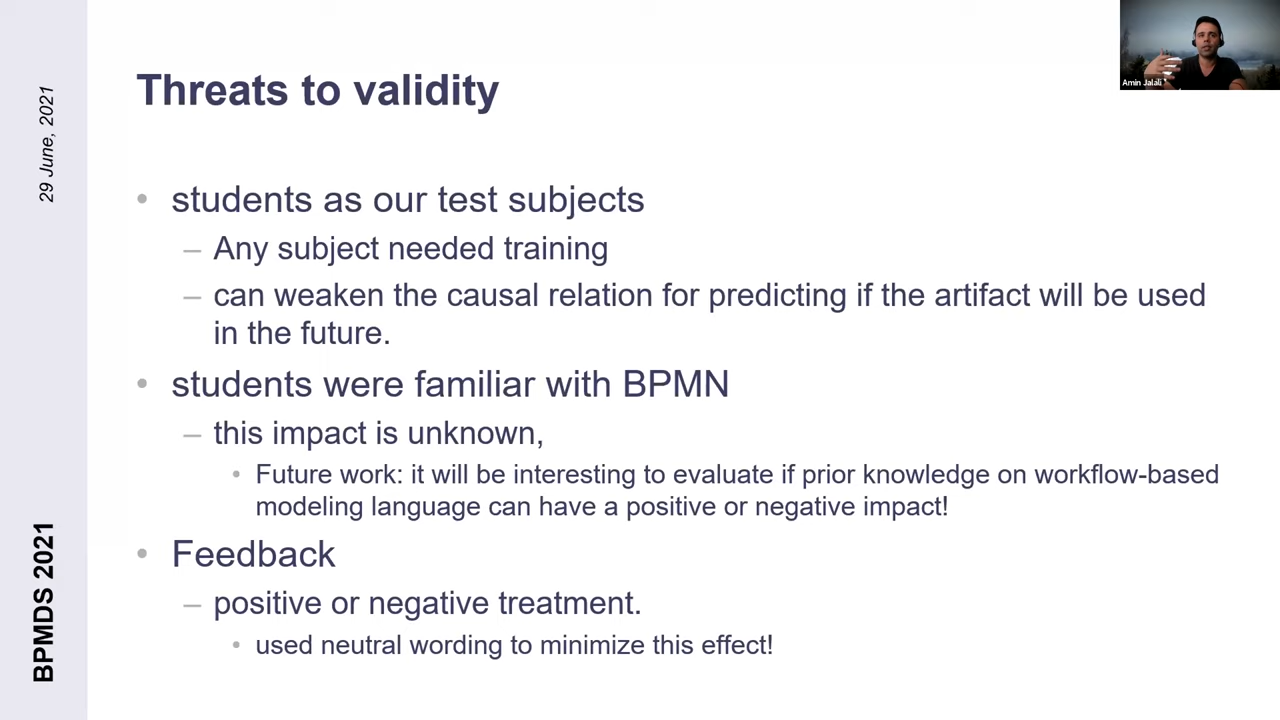 Threats to validity
29 June, 2021
Amin Jalali
• students as our test subjects
– Any subject needed training
– can weaken the causal relation for predicting if the artifact will be used
in the future.
• students were familiar with BPMN
– this impact is unknown,
• Future work: it will be interesting to evaluate if prior knowledge on workflow-based
modeling language can have a positive or negative impact!
• Feedback
– positive or negative treatment.
• used neutral wording to minimize this effect!
BPMDS 2021